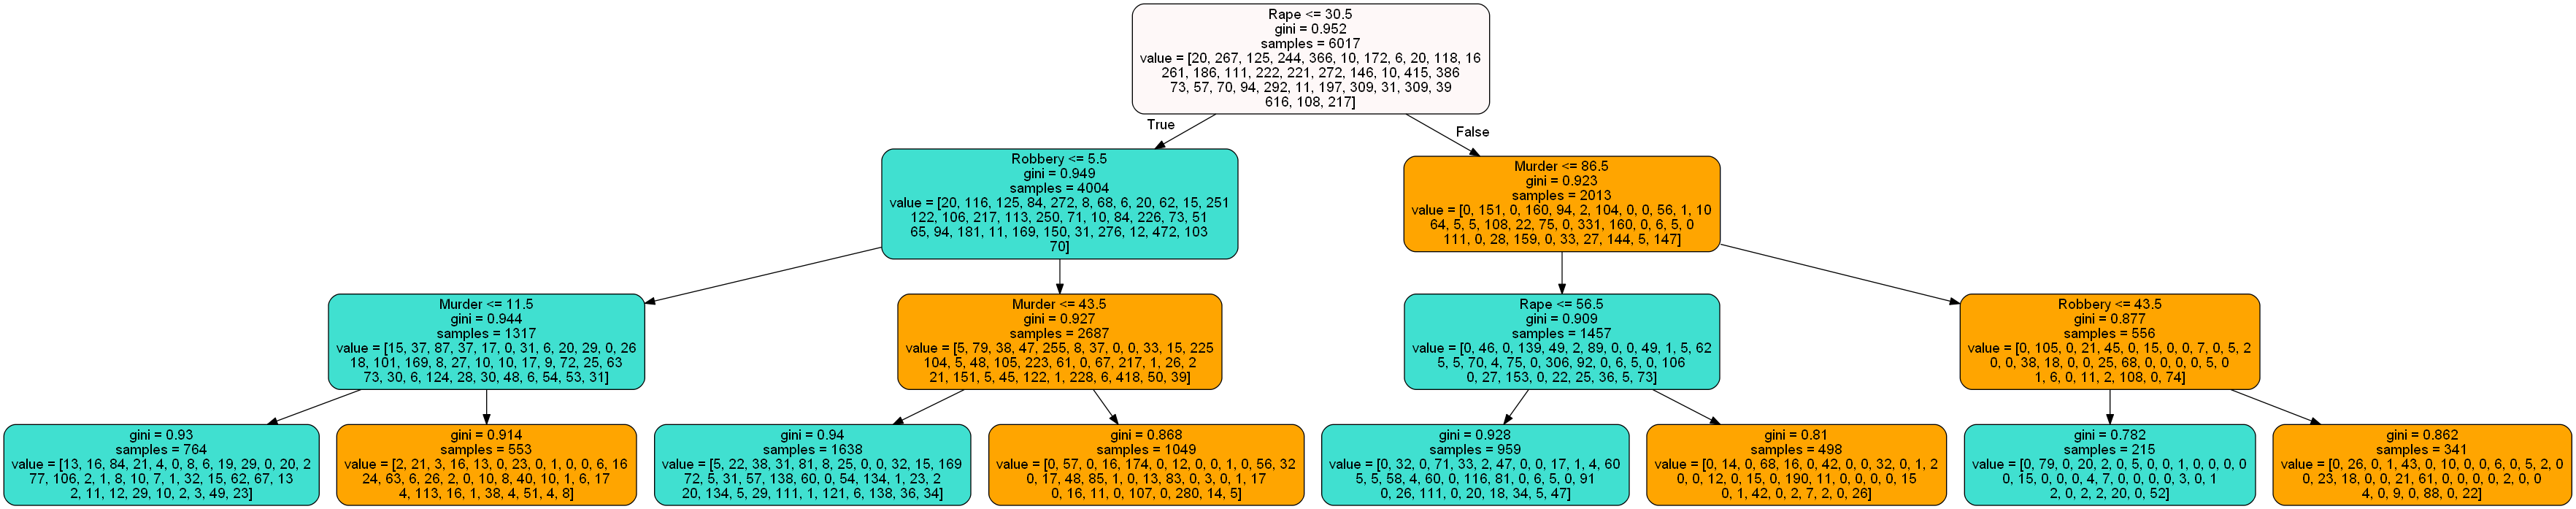 Rape <= 30.5
gini = 0.952
samples = 6017
value = [20, 267, 125, 244, 366, 10, 172, 6, 20, 118, 16
261, 186, 111, 222, 221, 272, 146, 10, 415, 386
73, 57, 70, 94, 292, 11, 197, 309, 31, 309, 39
616, 108, 217]
True
False
Robbery <= 5.5
gini = 0.949
samples = 4004
value = [20, 116, 125, 84, 272, 8, 68, 6, 20, 62, 15, 251
122, 106, 217, 113, 250, 71, 10, 84, 226, 73, 51
65, 94, 181, 11, 169, 150, 31, 276, 12, 472, 103
70]
Murder <= 86.5
gini = 0.923
samples = 2013
value = [0, 151, 0, 160, 94, 2, 104, 0, 0, 56, 1, 10
64, 5, 5, 108, 22, 75, 0, 331, 160, 0, 6, 5, 0
111, 0, 28, 159, 0, 33, 27, 144, 5, 147]
Murder <= 11.5
gini = 0.944
samples = 1317
value = [15, 37, 87, 37, 17, 0, 31, 6, 20, 29, 0, 26
18, 101, 169, 8, 27, 10, 10, 17, 9, 72, 25, 63
73, 30, 6, 124, 28, 30, 48, 6, 54, 53, 31]
Murder <= 43.5
gini = 0.927
samples = 2687
value = [5, 79, 38, 47, 255, 8, 37, 0, 0, 33, 15, 225
104, 5, 48, 105, 223, 61, 0, 67, 217, 1, 26, 2
21, 151, 5, 45, 122, 1, 228, 6, 418, 50, 39]
Rape <= 56.5
gini = 0.909
samples = 1457
value = [0, 46, 0, 139, 49, 2, 89, 0, 0, 49, 1, 5, 62
5, 5, 70, 4, 75, 0, 306, 92, 0, 6, 5, 0, 106
0, 27, 153, 0, 22, 25, 36, 5, 73]
Robbery <= 43.5
gini = 0.877
samples = 556
value = [0, 105, 0, 21, 45, 0, 15, 0, 0, 7, 0, 5, 2
0, 0, 38, 18, 0, 0, 25, 68, 0, 0, 0, 0, 5, 0
1, 6, 0, 11, 2, 108, 0, 74]
gini = 0.93
samples = 764
value = [13, 16, 84, 21, 4, 0, 8, 6, 19, 29, 0, 20, 2
77, 106, 2, 1, 8, 10, 7, 1, 32, 15, 62, 67, 13
2, 11, 12, 29, 10, 2, 3, 49, 23]
gini = 0.914
samples = 553
value = [2, 21, 3, 16, 13, 0, 23, 0, 1, 0, 0, 6, 16
24, 63, 6, 26, 2, 0, 10, 8, 40, 10, 1, 6, 17
4, 113, 16, 1, 38, 4, 51, 4, 8]
gini = 0.94
samples = 1638
value = [5, 22, 38, 31, 81, 8, 25, 0, 0, 32, 15, 169
72, 5, 31, 57, 138, 60, 0, 54, 134, 1, 23, 2
20, 134, 5, 29, 111, 1, 121, 6, 138, 36, 34]
gini = 0.868
samples = 1049
value = [0, 57, 0, 16, 174, 0, 12, 0, 0, 1, 0, 56, 32
0, 17, 48, 85, 1, 0, 13, 83, 0, 3, 0, 1, 17
0, 16, 11, 0, 107, 0, 280, 14, 5]
gini = 0.928
samples = 959
value = [0, 32, 0, 71, 33, 2, 47, 0, 0, 17, 1, 4, 60
5, 5, 58, 4, 60, 0, 116, 81, 0, 6, 5, 0, 91
0, 26, 111, 0, 20, 18, 34, 5, 47]
gini = 0.81
samples = 498
value = [0, 14, 0, 68, 16, 0, 42, 0, 0, 32, 0, 1, 2
0, 0, 12, 0, 15, 0, 190, 11, 0, 0, 0, 0, 15
0, 1, 42, 0, 2, 7, 2, 0, 26]
gini = 0.782
samples = 215
value = [0, 79, 0, 20, 2, 0, 5, 0, 0, 1, 0, 0, 0, 0
0, 15, 0, 0, 0, 4, 7, 0, 0, 0, 0, 3, 0, 1
2, 0, 2, 2, 20, 0, 52]
gini = 0.862
samples = 341
value = [0, 26, 0, 1, 43, 0, 10, 0, 0, 6, 0, 5, 2, 0
0, 23, 18, 0, 0, 21, 61, 0, 0, 0, 0, 2, 0, 0
4, 0, 9, 0, 88, 0, 22]